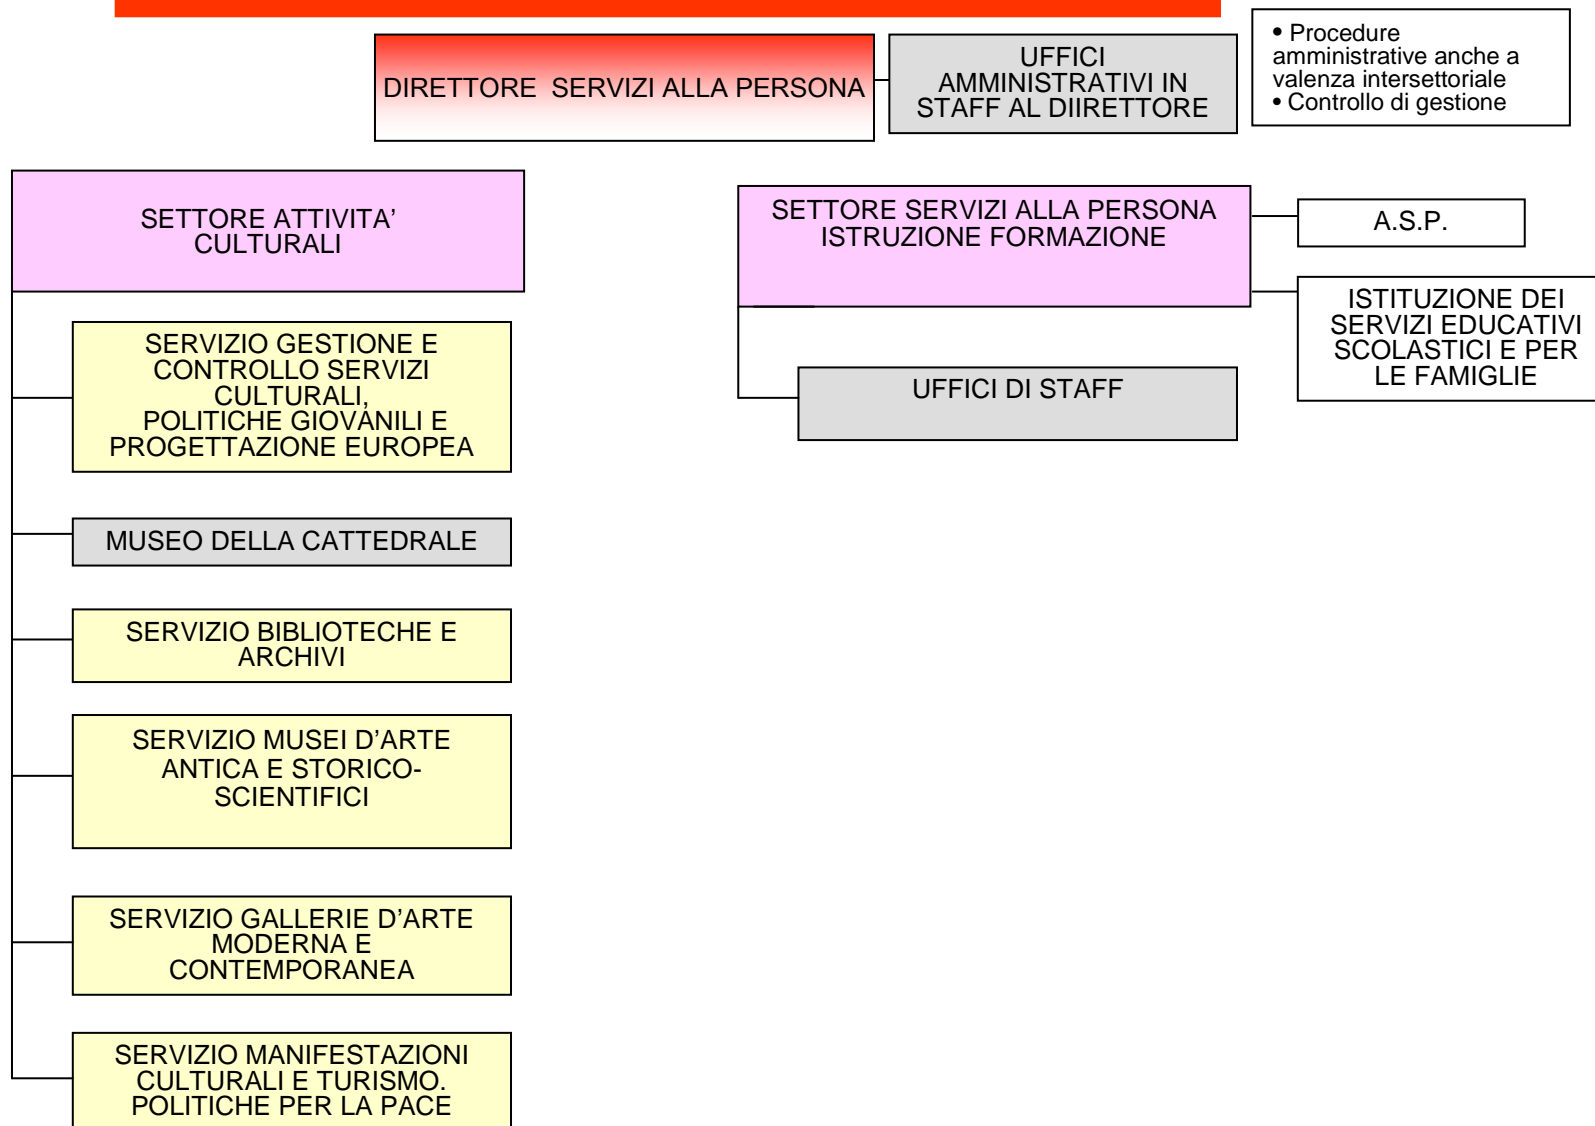 DIRETTORE SERVIZI ALLA PERSONA
UFFICI
AMMINISTRATIVI IN
STAFF AL DIIRETTORE
• Procedure
amministrative anche a
valenza intersettoriale
• Controllo di gestione
SETTORE ATTIVITA’
CULTURALI
SERVIZIO GESTIONE E
CONTROLLO SERVIZI
CULTURALI,
POLITICHE GIOVANILI E
PROGETTAZIONE EUROPEA
MUSEO DELLA CATTEDRALE
SERVIZIO BIBLIOTECHE E
ARCHIVI
SERVIZIO MUSEI D’ARTE
ANTICA E STORICO-
SCIENTIFICI
SERVIZIO GALLERIE D’ARTE
MODERNA E
CONTEMPORANEA
SERVIZIO MANIFESTAZIONI
CULTURALI E TURISMO.
POLITICHE PER LA PACE
SETTORE SERVIZI ALLA PERSONA
ISTRUZIONE FORMAZIONE
A.S.P.
ISTITUZIONE DEI
SERVIZI EDUCATIVI
SCOLASTICI E PER
LE FAMIGLIE
UFFICI DI STAFF